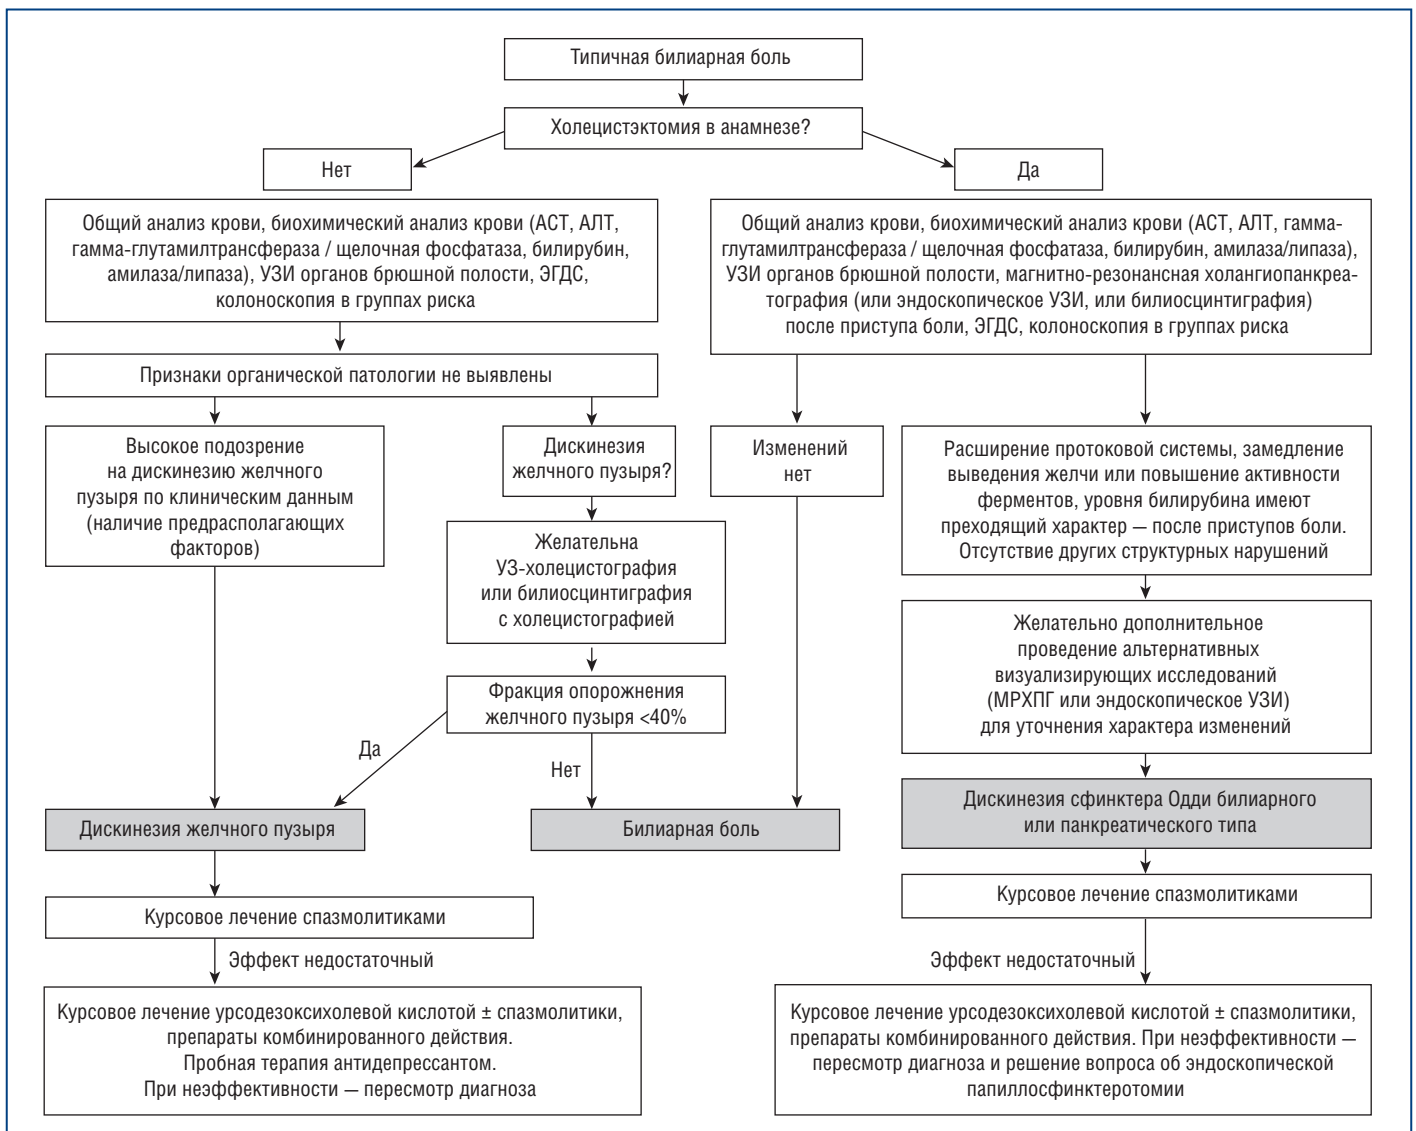 Типичная билиарная боль
Холецистэктомия в анамнезе?
Нет
Да
Общий анализ крови, биохимический анализ крови (АСТ, АЛТ,
гамма-глутамилтрансфераза / щелочная фосфатаза, билирубин,
амилаза/липаза), УЗИ органов брюшной полости, ЭГДС,
колоноскопия в группах риска
Общий анализ крови, биохимический анализ крови (АСТ, АЛТ, гамма-
глутамилтрансфераза / щелочная фосфатаза, билирубин, амилаза/липаза),
УЗИ органов брюшной полости, магнитно-резонансная холангиопанкреа-
тография (или эндоскопическое УЗИ, или билиосцинтиграфия)
после приступа боли, ЭГДС, колоноскопия в группах риска
Признаки органической патологии не выявлены
Высокое подозрение
на дискинезию желчного
пузыря по клиническим данным
(наличие предрасполагающих
факторов)
Дискинезия
желчного пузыря?
Изменений
нет
Расширение протоковой системы, замедление
выведения желчи или повышение активности
ферментов, уровня билирубина имеют
преходящий характер — после приступов боли.
Отсутствие других структурных нарушений
Желательна
УЗ-холецистография
или билиосцинтиграфия
с холецистографией
Желательно дополнительное
проведение альтернативных
визуализирующих исследований
(МРХПГ или эндоскопическое УЗИ)
для уточнения характера изменений
Фракция опорожнения
желчного пузыря <40%
Да
Нет
Дискинезия желчного пузыря
Билиарная боль
Дискинезия сфинктера Одди билиарного
или панкреатического типа
Курсовое лечение спазмолитиками
Курсовое лечение спазмолитиками
Эффект недостаточный
Эффект недостаточный
Курсовое лечение урсодезоксихолевой кислотой ± спазмолитики,
препараты комбинированного действия.
Пробная терапия антидепрессантом.
При неэффективности — пересмотр диагноза
Курсовое лечение урсодезоксихолевой кислотой ± спазмолитики,
препараты комбинированного действия. При неэффективности —
пересмотр диагноза и решение вопроса об эндоскопической
папиллосфинктеротомии